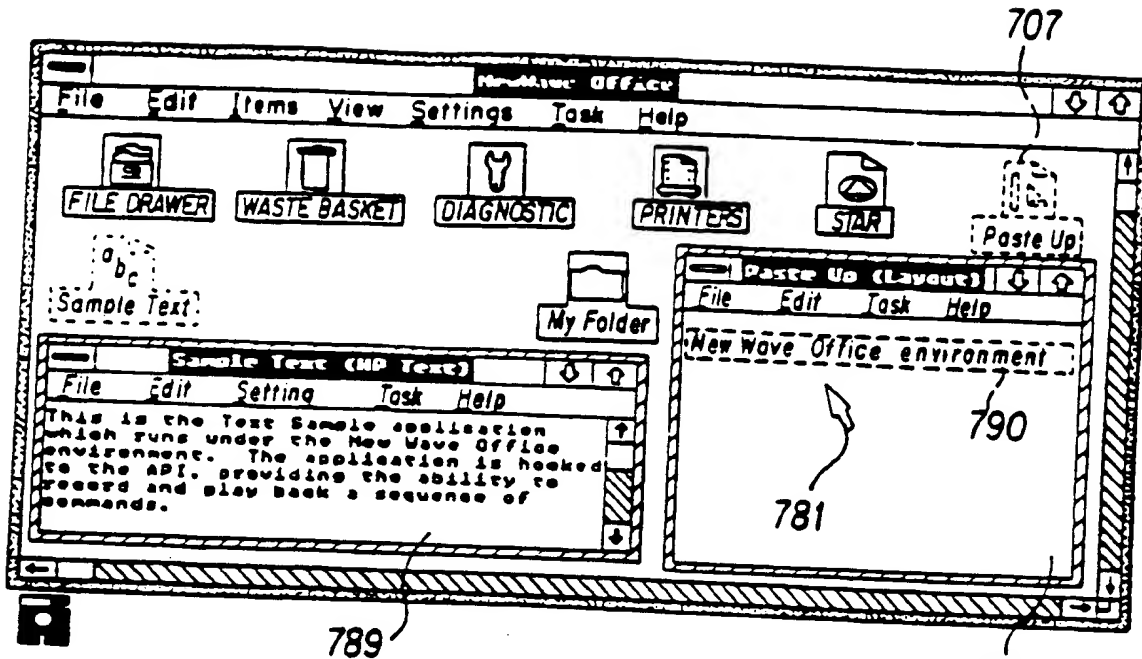 707
NewWave Office
File Edit Items View Settings Task Help
FILE DRAWER WASTE BASKET DIAGNOSTIC PRINTERS STAR Paste Up
abc
Sample Text
My Folder
Paste Up (Layout)
File Edit Task Help
New Wave Office environment
790
781
Sample Text (HP Text)
File Edit Setting Task Help
This is the Text Sample application
which runs under the New Wave Office
environment. The application is hooked
to the API, providing the ability to
record and play back a sequence of
commands.
789